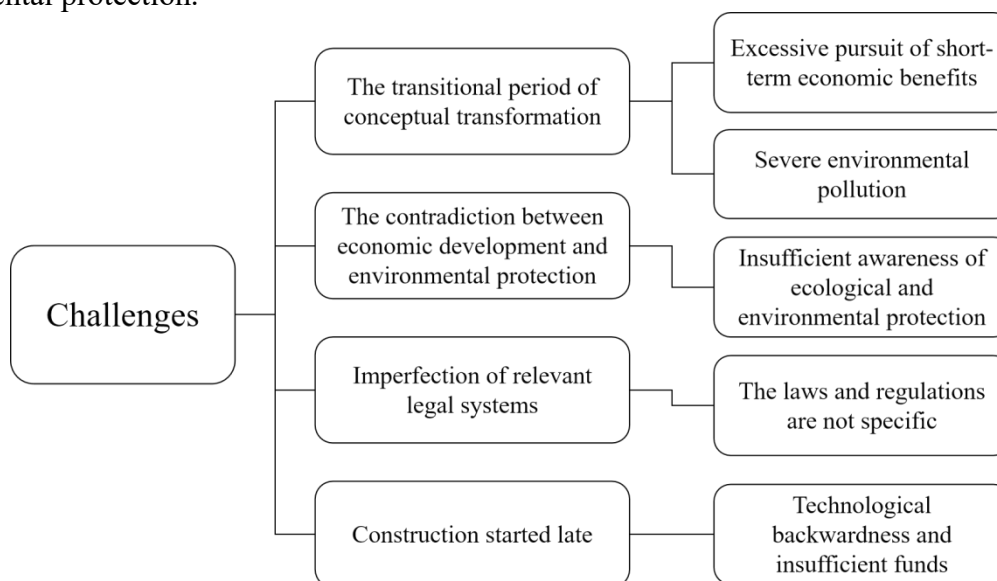 ental protection.
Challenges
The transitional period of
conceptual transformation
Excessive pursuit of short-
term economic benefits
Severe environmental
pollution
The contradiction between
economic development and
environmental protection
Insufficient awareness of
ecological and
environmental protection
Imperfection of relevant
legal systems
The laws and regulations
are not specific
Construction started late
Technological
backwardness and
insufficient funds